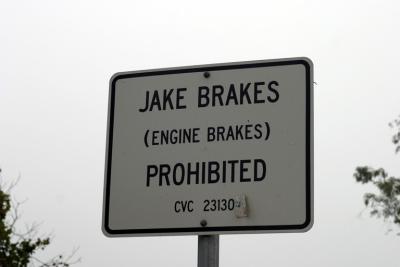 JAKE BRAKES
(ENGINE BRAKES)
PROHIBITED
CVC 23130